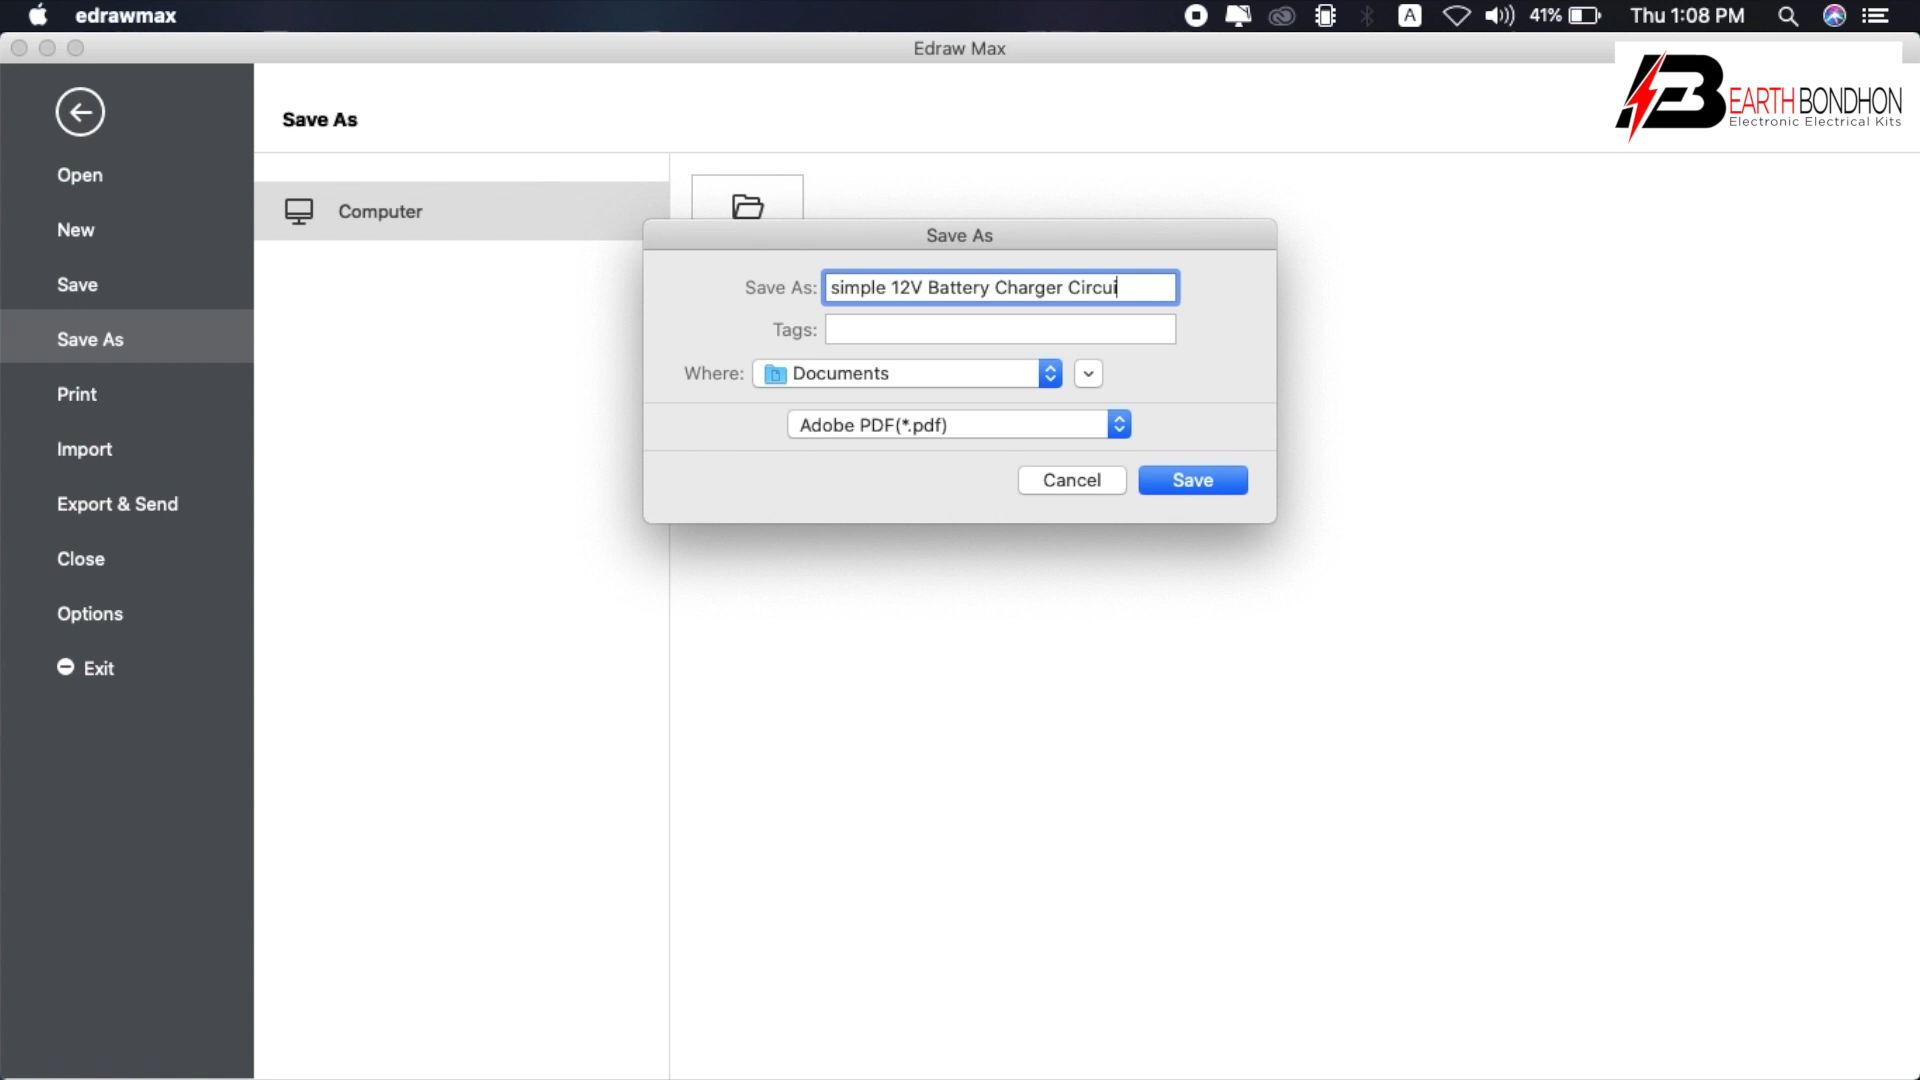 edrawmax
A
41%
Thu 1:08 PM
Edraw Max
EARTH BONDHON
Electronic Electrical Kits
Save As
Open
New
Save
Save As
Print
Import
Export & Send
Close
Options
Exit
Computer
Save As
Save As: simple 12V Battery Charger Circui
Tags:
Where: Documents
Adobe PDF(*.pdf)
Cancel Save